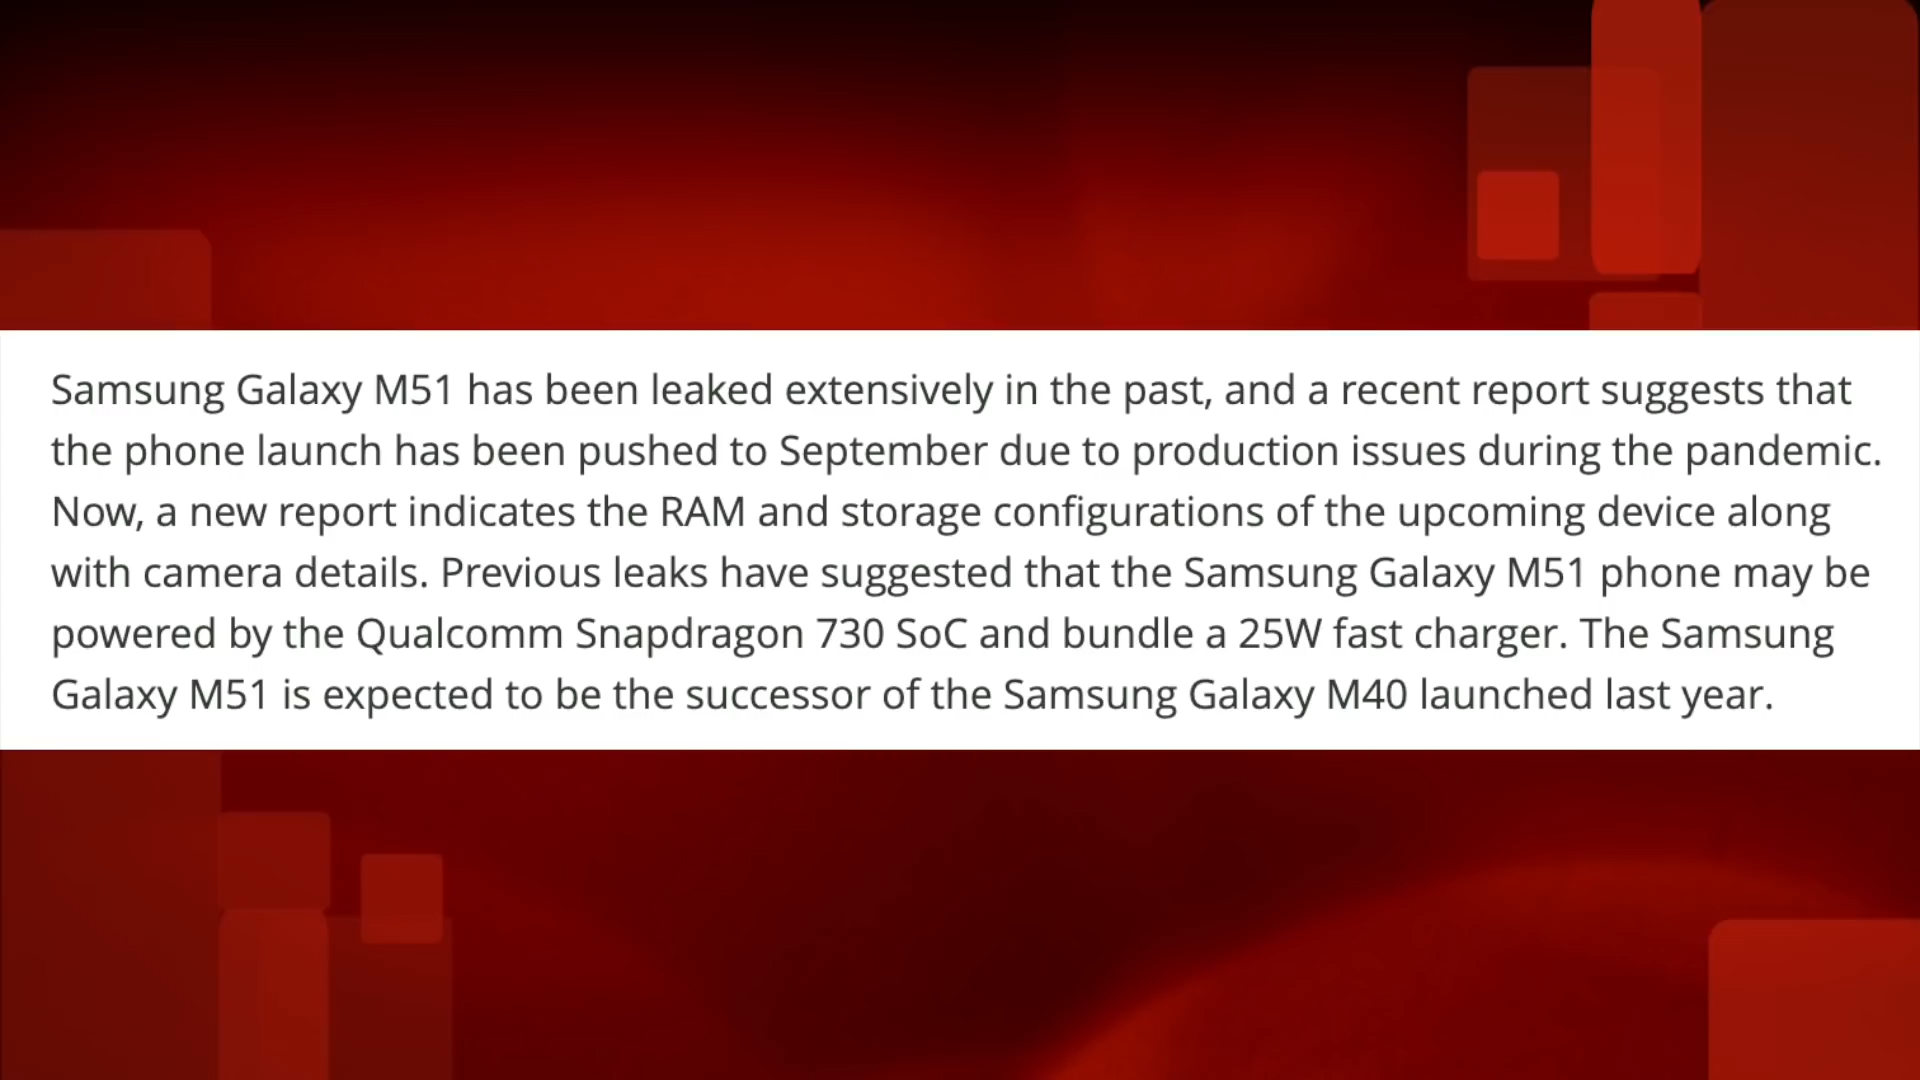 Samsung Galaxy M51 has been leaked extensively in the past, and a recent report suggests that
the phone launch has been pushed to September due to production issues during the pandemic.
Now, a new report indicates the RAM and storage configurations of the upcoming device along
with camera details. Previous leaks have suggested that the Samsung Galaxy M51 phone may be
powered by the Qualcomm Snapdragon 730 SoC and bundle a 25W fast charger. The Samsung
Galaxy M51 is expected to be the successor of the Samsung Galaxy M40 launched last year.